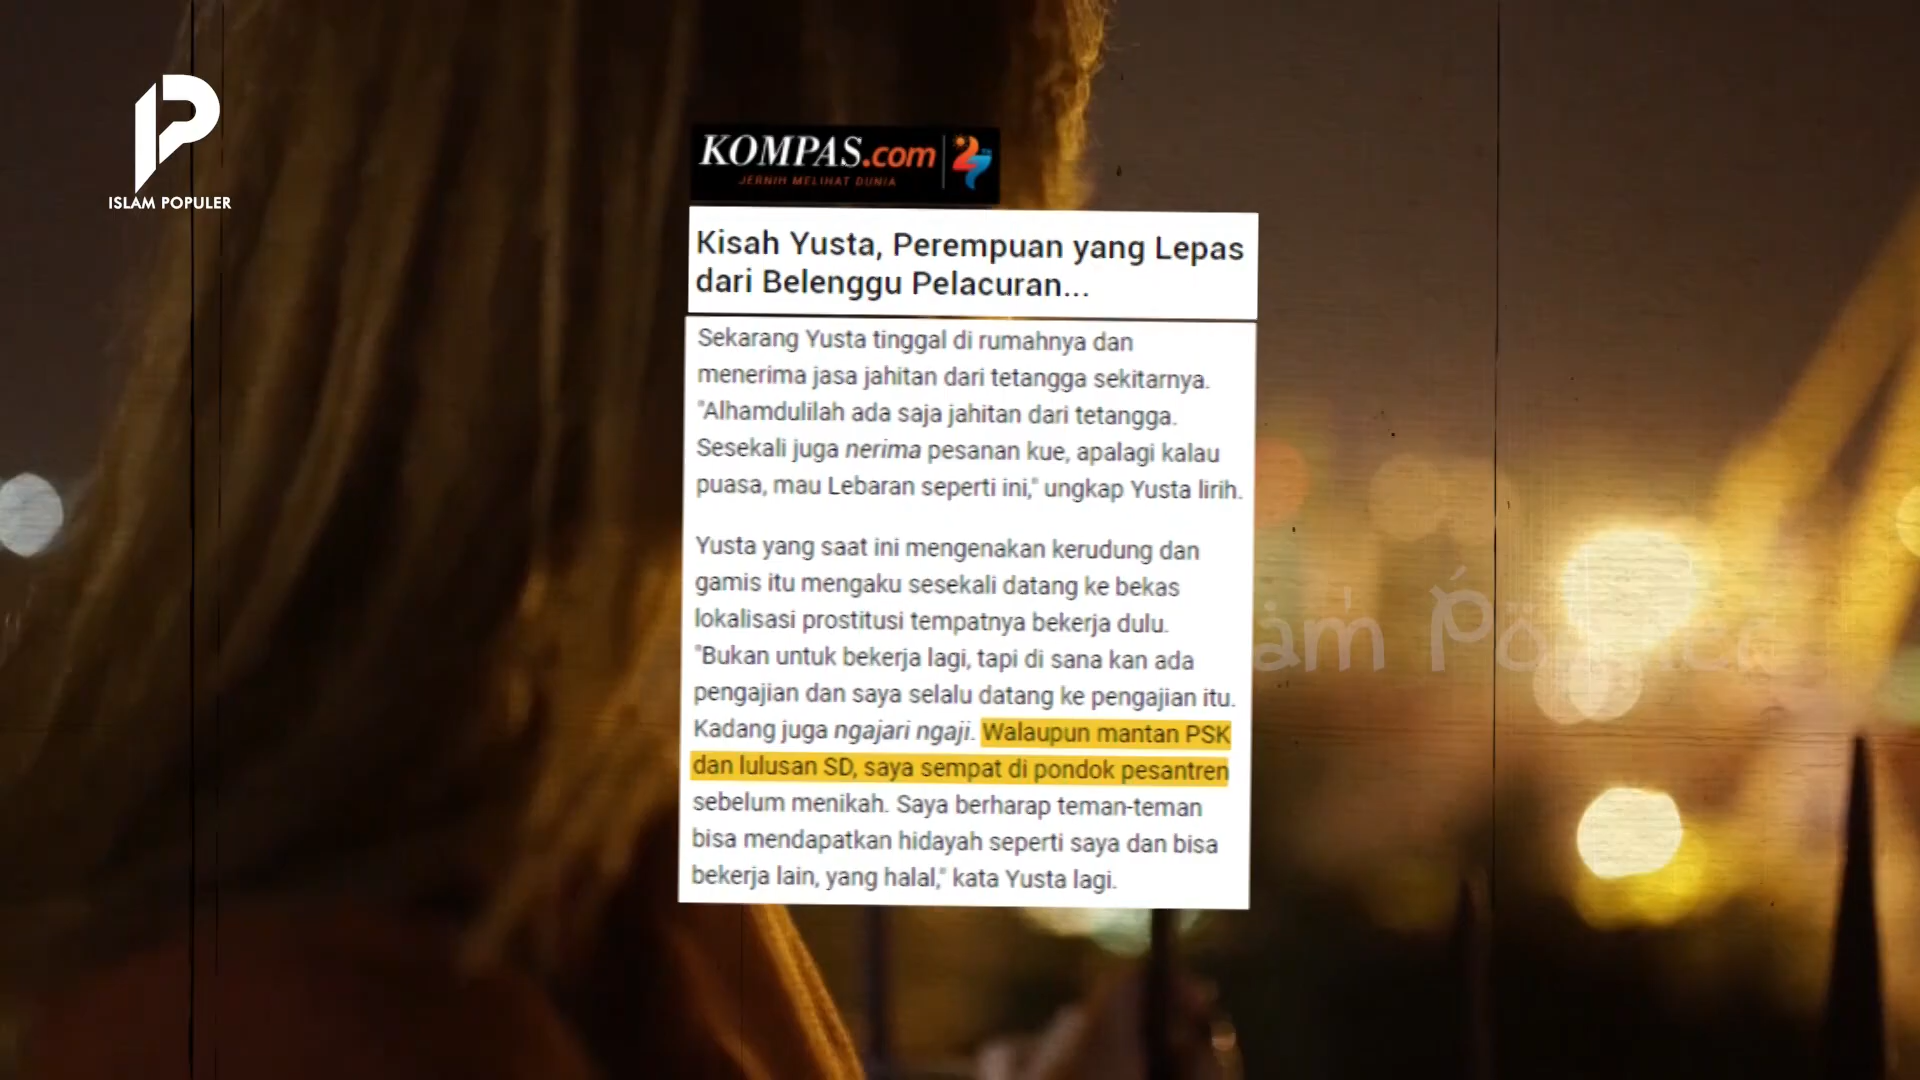 ISLAM POPULER
KOMPAS.com
JERNIH MELIHAT DUNIA
Kisah Yusta, Perempuan yang Lepas
dari Belenggu Pelacuran...
Sekarang Yusta tinggal di rumahnya dan
menerima jasa jahitan dari tetangga sekitarnya.
"Alhamdulilah ada saja jahitan dari tetangga.
Sesekali juga nerima pesanan kue, apalagi kalau
puasa, mau Lebaran seperti ini," ungkap Yusta lirih.
Yusta yang saat ini mengenakan kerudung dan
gamis itu mengaku sesekali datang ke bekas
lokalisasi prostitusi tempatnya bekerja dulu.
"Bukan untuk bekerja lagi, tapi di sana kan ada
pengajian dan saya selalu datang ke pengajian itu.
Kadang juga ngajari ngaji. Walaupun mantan PSK
dan lulusan SD, saya sempat di pondok pesantren
sebelum menikah. Saya berharap teman-teman
bisa mendapatkan hidayah seperti saya dan bisa
bekerja lain, yang halal," kata Yusta lagi.